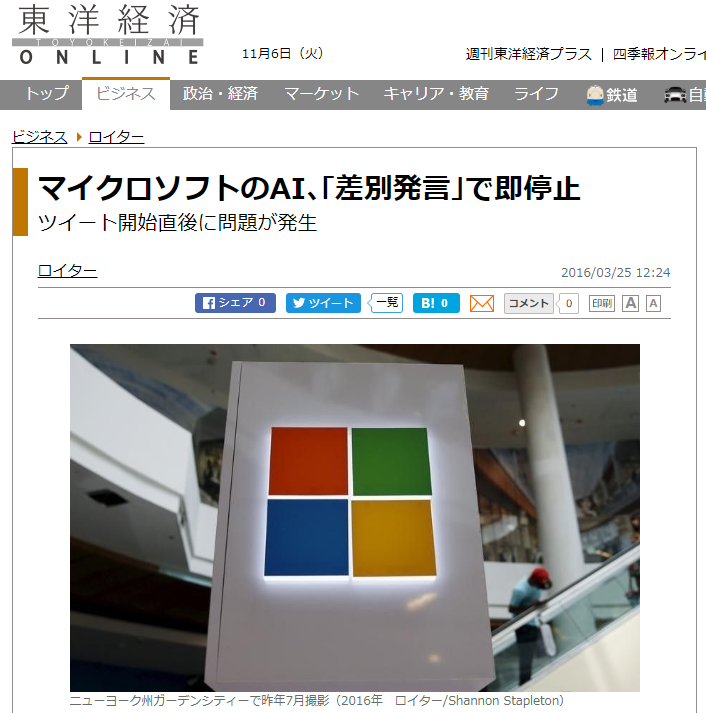 東洋経済
TOYOKEIZAI
ONLINE
11月6日（火）
週刊東洋経済プラス | 四季報オンライ
トップ ビジネス 政治・経済 マーケット キャリア・教育 ライフ 鉄道 自
ビジネス ロイター
マイクロソフトのAI､｢差別発言｣で即停止
ツイート開始直後に問題が発生
ロイター 2016/03/25 12:24
シェア 0 ツイート 一覧 B! 0 コメント 0 印刷 A A
ニューヨーク州ガーデンシティーで昨年7月撮影（2016年　ロイター/Shannon Stapleton）